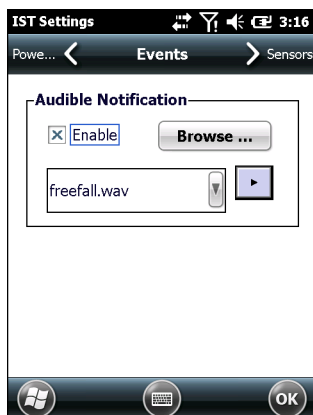 IST Settings 3:16
Powe... Events Sensors
Audible Notification
Enable Browse ...
freefall.wav
OK